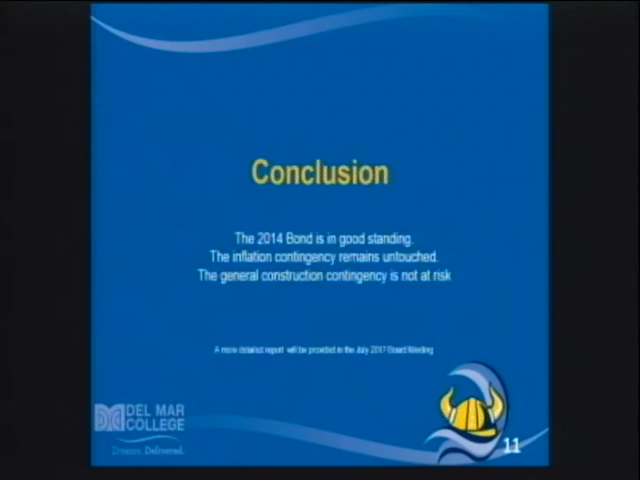 Conclusion
The 2014 Bond is in good standing.
The inflation contingency remains untouched.
The general construction contingency is not at risk
A more detailed report will be provided in the July 2017 Board Meeting
DEL MAR
COLLEGE
Dreams. Delivered.
11